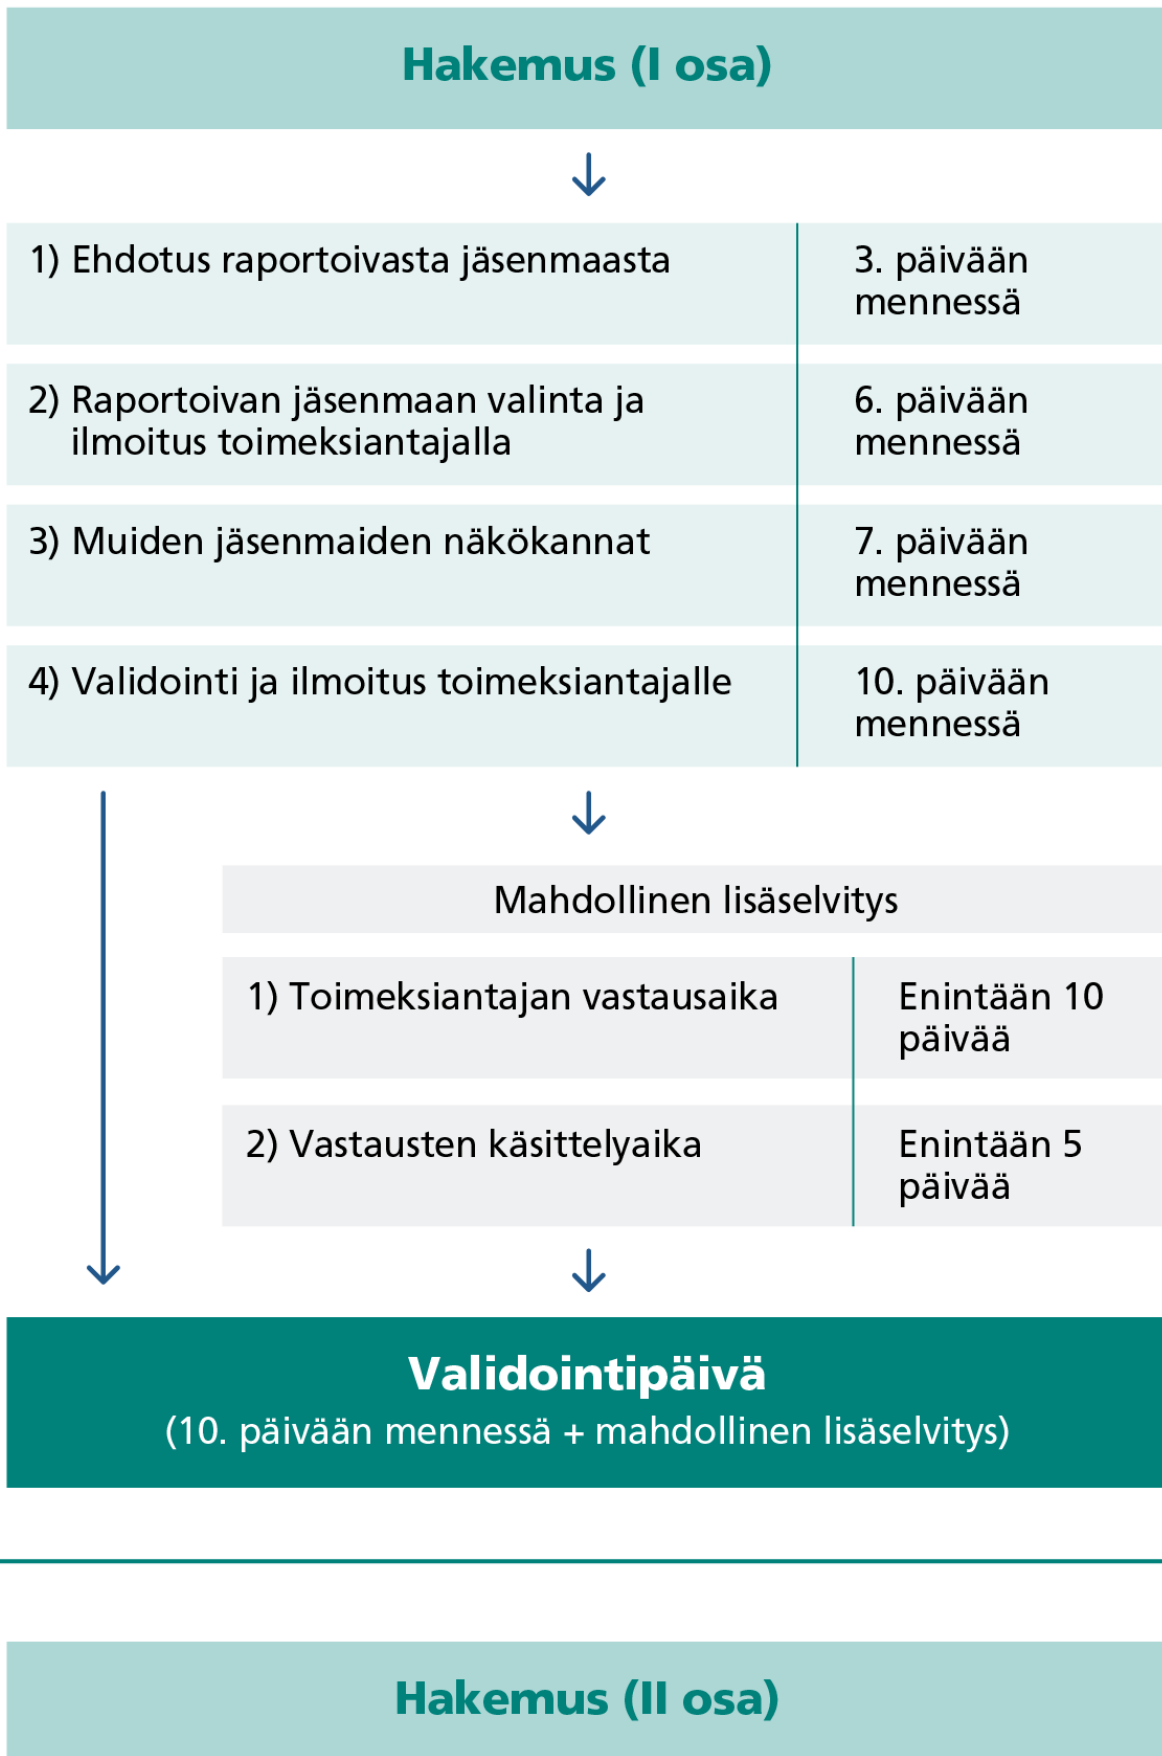 Hakemus (I osa)
1) Ehdotus raportoivasta jäsenmaasta
3. päivään
mennessä
2) Raportoivan jäsenmaan valinta ja
ilmoitus toimeksiantajalla
6. päivään
mennessä
3) Muiden jäsenmaiden näkökannat
7. päivään
mennessä
4) Validointi ja ilmoitus toimeksiantajalle
10. päivään
mennessä
Mahdollinen lisäselvitys
1) Toimeksiantajan vastausaika
Enintään 10
päivää
2) Vastausten käsittelyaika
Enintään 5
päivää
Validointipäivä
(10. päivään mennessä + mahdollinen lisäselvitys)
Hakemus (II osa)